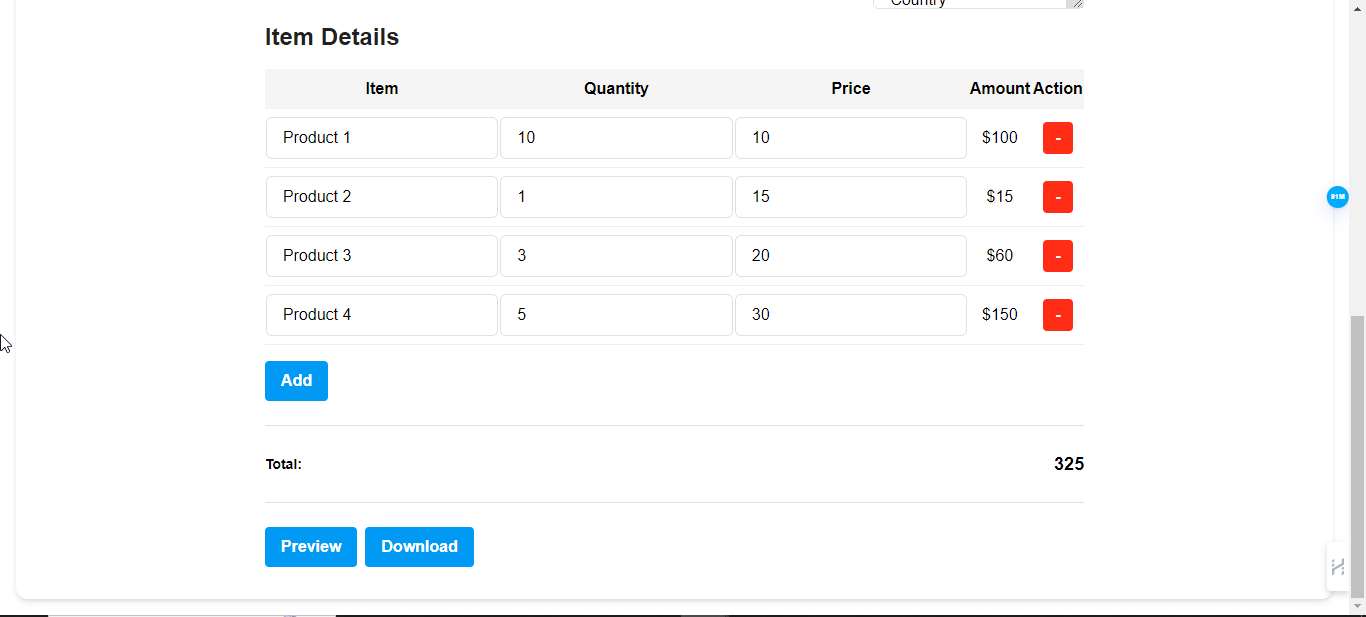 Country
Item Details
Item Quantity Price Amount Action
Product 1 10 10 $100 -
Product 2 1 15 $15 -
Product 3 3 20 $60 -
Product 4 5 30 $150 -
Add
Total: 325
Preview Download
91M